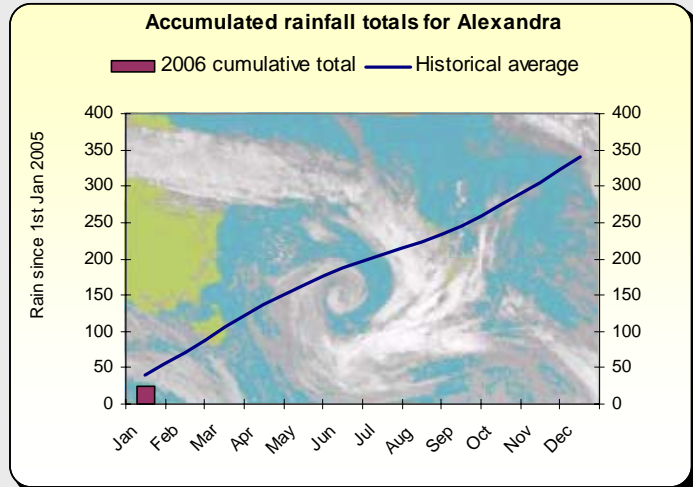 Accumulated rainfall totals for Alexandra
2006 cumulative total Historical average
Rain since 1st Jan 2005
400 400
350 350
300 300
250 250
200 200
150 150
100 100
50 50
0 0
Jan Feb Mar Apr May Jun Jul Aug Sep Oct Nov Dec